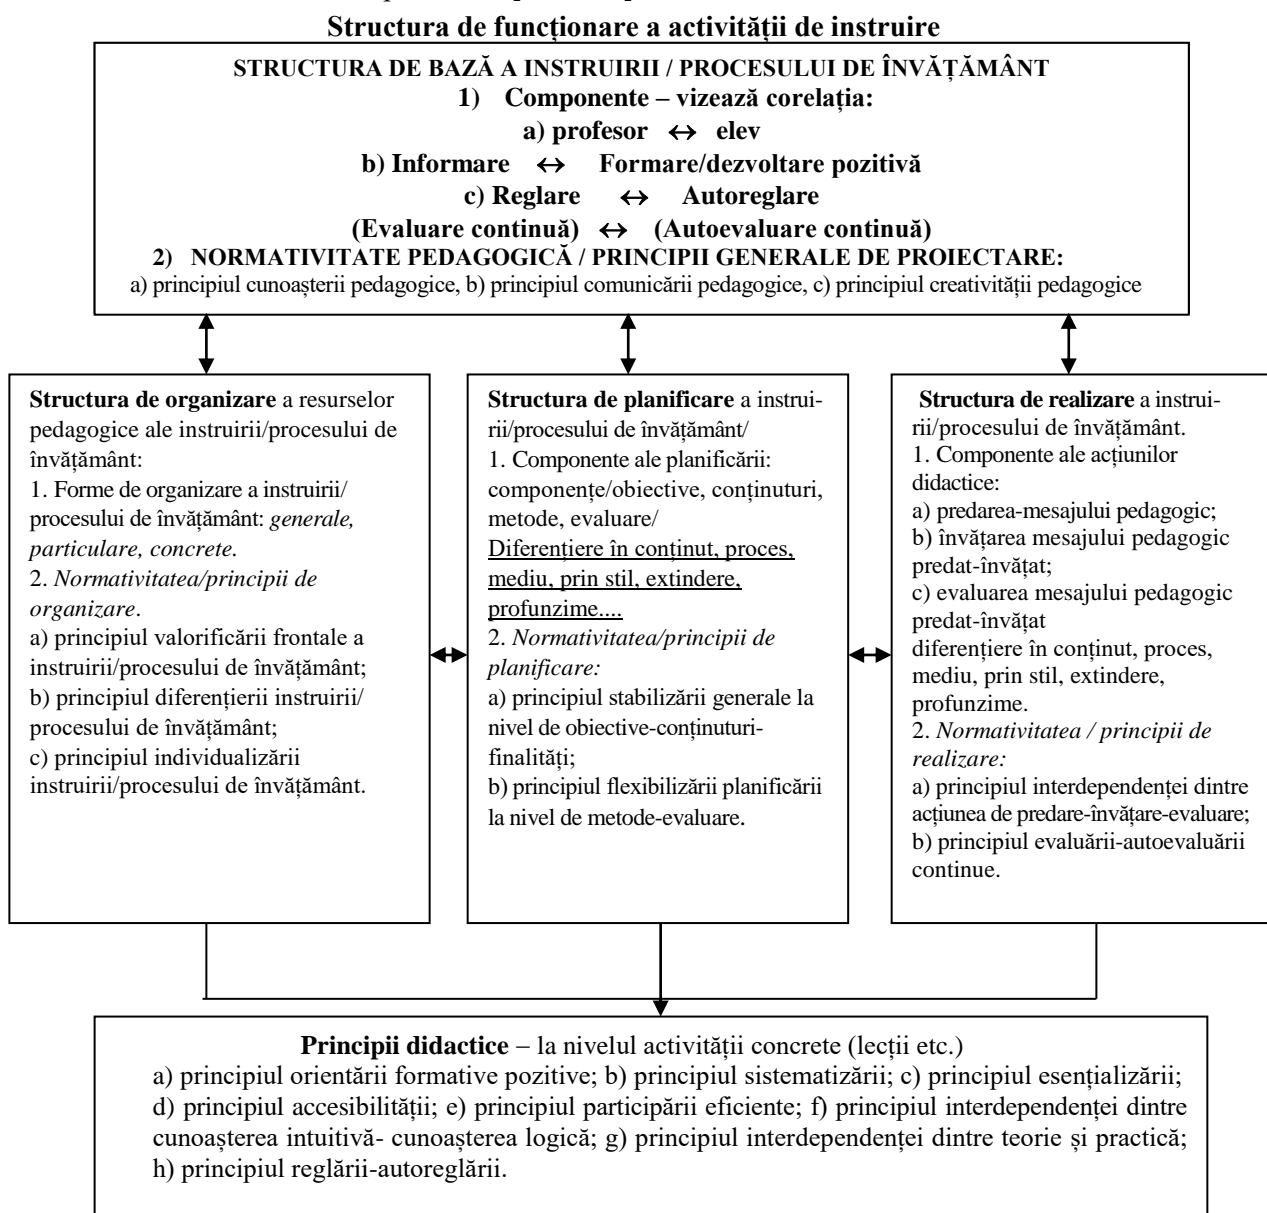 Structura de funcționare a activității de instruire
STRUCTURA DE BAZĂ A INSTRUIRII / PROCESULUI DE ÎNVĂȚĂMÂNT
1) Componente – vizează corelația:
a) profesor ↔ elev
b) Informare ↔ Formare/dezvoltare pozitivă
c) Reglare ↔ Autoreglare
(Evaluare continuă) ↔ (Autoevaluare continuă)
2) NORMATIVITATE PEDAGOGICĂ / PRINCIPII GENERALE DE PROIECTARE:
a) principiul cunoașterii pedagogice, b) principiul comunicării pedagogice, c) principiul creativității pedagogice
Structura de organizare a resurselor
pedagogice ale instruirii/procesului de
învățământ:
1. Forme de organizare a instruirii/
procesului de învățământ: generale,
particulare, concrete.
2. Normativitatea/principii de
organizare.
a) principiul valorificării frontale a
instruirii/procesului de învățământ;
b) principiul diferențierii instruirii/
procesului de învățământ;
c) principiul individualizării
instruirii/procesului de învățământ.
Structura de planificare a instrui-
rii/procesului de învățământ/
1. Componente ale planificării:
componențe/obiective, conținuturi,
metode, evaluare/
Diferențiere în conținut, proces,
mediu, prin stil, extindere,
profunzime....
2. Normativitatea/principii de
planificare:
a) principiul stabilizării generale la
nivel de obiective-conținuturi-
finalități;
b) principiul flexibilizării planificării
la nivel de metode-evaluare.
Structura de realizare a instrui-
rii/procesului de învățământ.
1. Componente ale acțiunilor
didactice:
a) predarea-mesajului pedagogic;
b) învățarea mesajului pedagogic
predat-învățat;
c) evaluarea mesajului pedagogic
predat-învățat
diferențiere în conținut, proces,
mediu, prin stil, extindere,
profunzime.
2. Normativitatea / principii de
realizare:
a) principiul interdependenței dintre
acțiunea de predare-învățare-evaluare;
b) principiul evaluării-autoevaluării
continue.
Principii didactice – la nivelul activității concrete (lecții etc.)
a) principiul orientării formative pozitive; b) principiul sistematizării; c) principiul esențializării;
d) principiul accesibilității; e) principiul participării eficiente; f) principiul interdependenței dintre
cunoașterea intuitivă- cunoașterea logică; g) principiul interdependenței dintre teorie și practică;
h) principiul reglării-autoreglării.